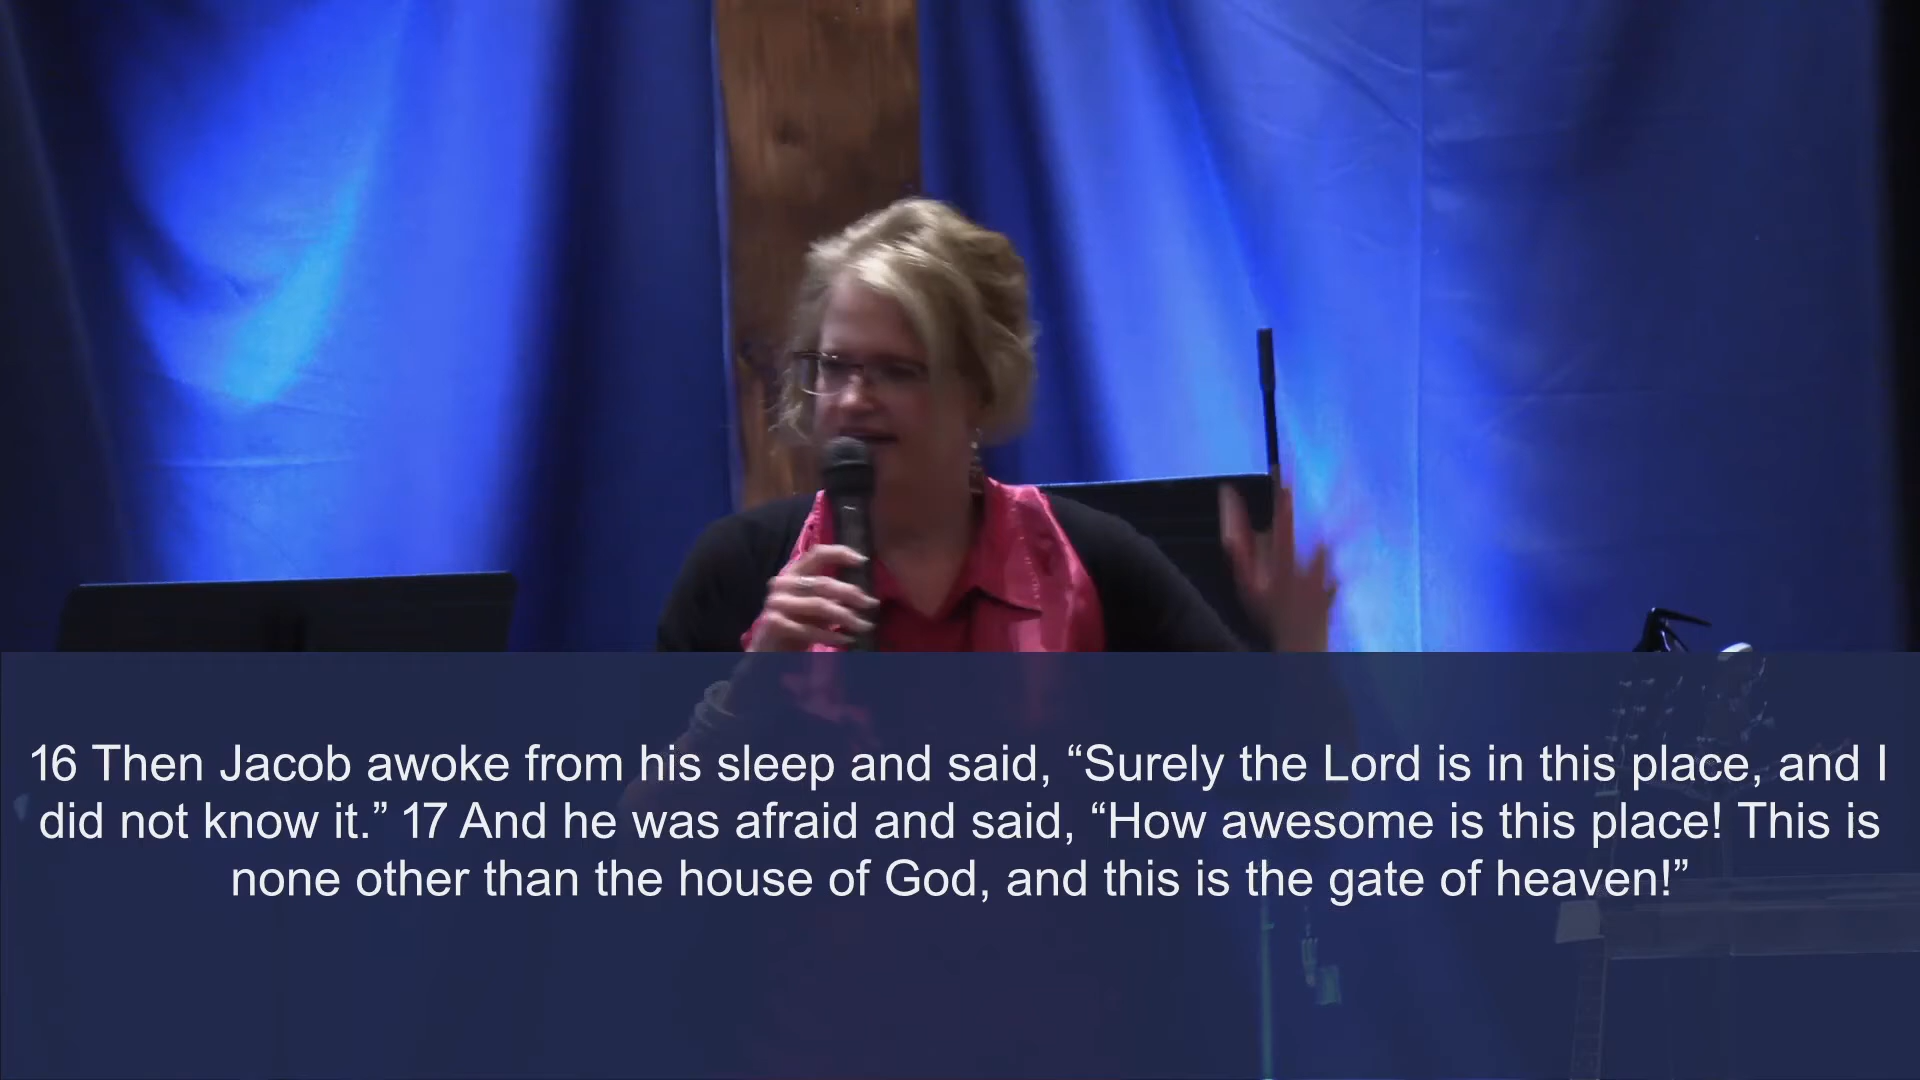 16 Then Jacob awoke from his sleep and said, “Surely the Lord is in this place, and I
did not know it.” 17 And he was afraid and said, “How awesome is this place! This is
none other than the house of God, and this is the gate of heaven!”